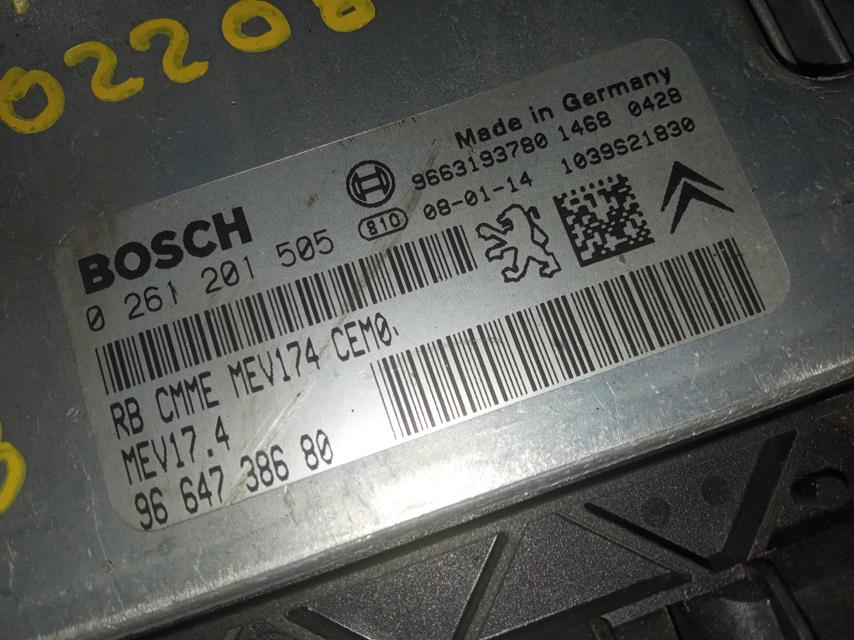 02208
Made in Germany
9663193780 1468 0428
08-01-14 1039S21830
BOSCH
0 261 201 505 S10
RB CMME MEV174 CEM0.
MEV17.4
96 647 386 80